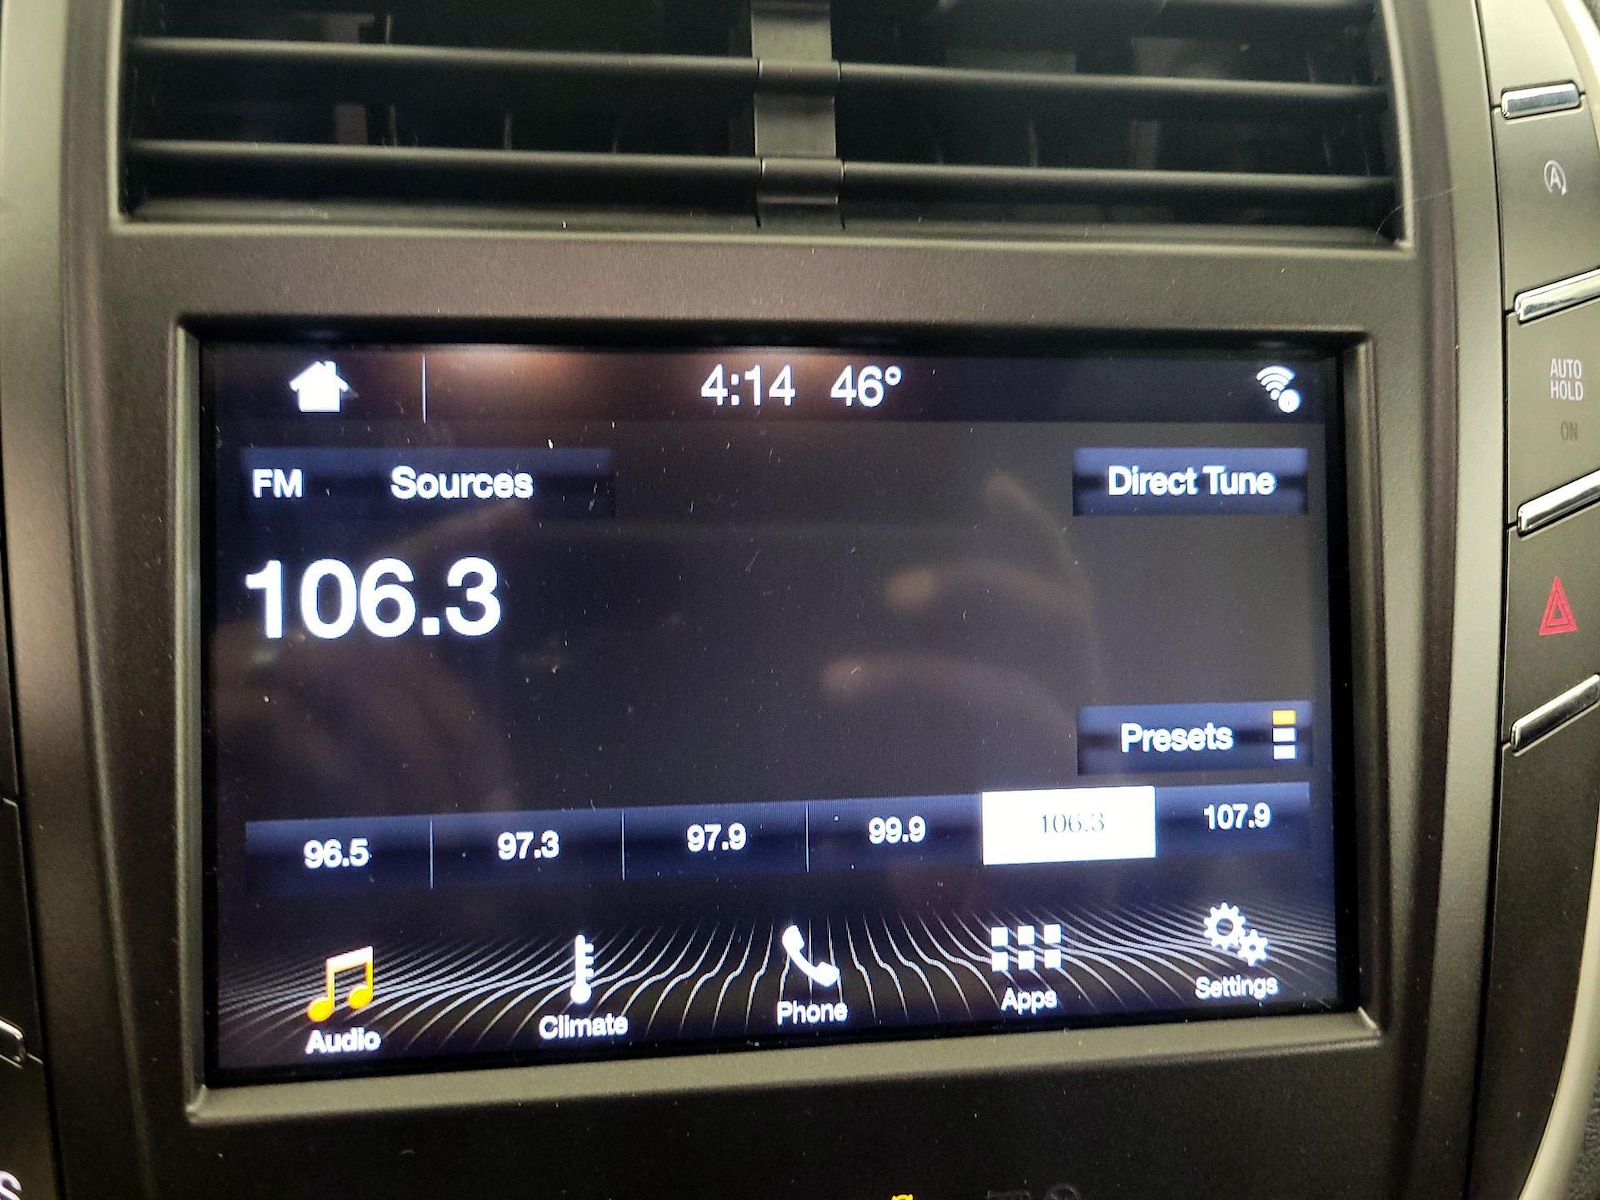 4:14 46°
FM Sources Direct Tune
106.3
Presets
96.5 97.3 97.9 99.9 106.3 107.9
Audio Climate Phone Apps Settings
A
AUTO
HOLD
ON